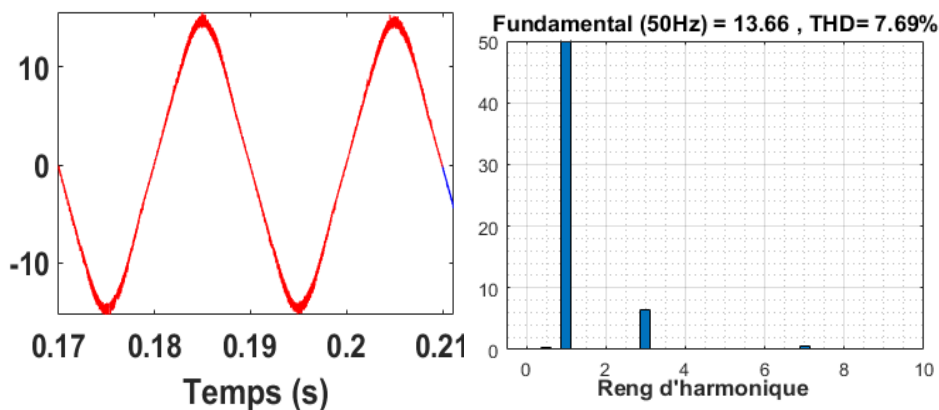 10
0
-10
0.17 0.18 0.19 0.2 0.21
Temps (s)
Fundamental (50Hz) = 13.66 , THD= 7.69%
50
40
30
20
10
0
0 2 4 6 8 10
Reng d'harmonique